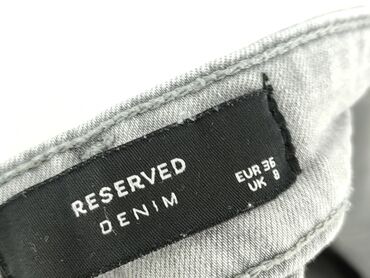 RESERVED
DENIM
EUR 36
UK 8